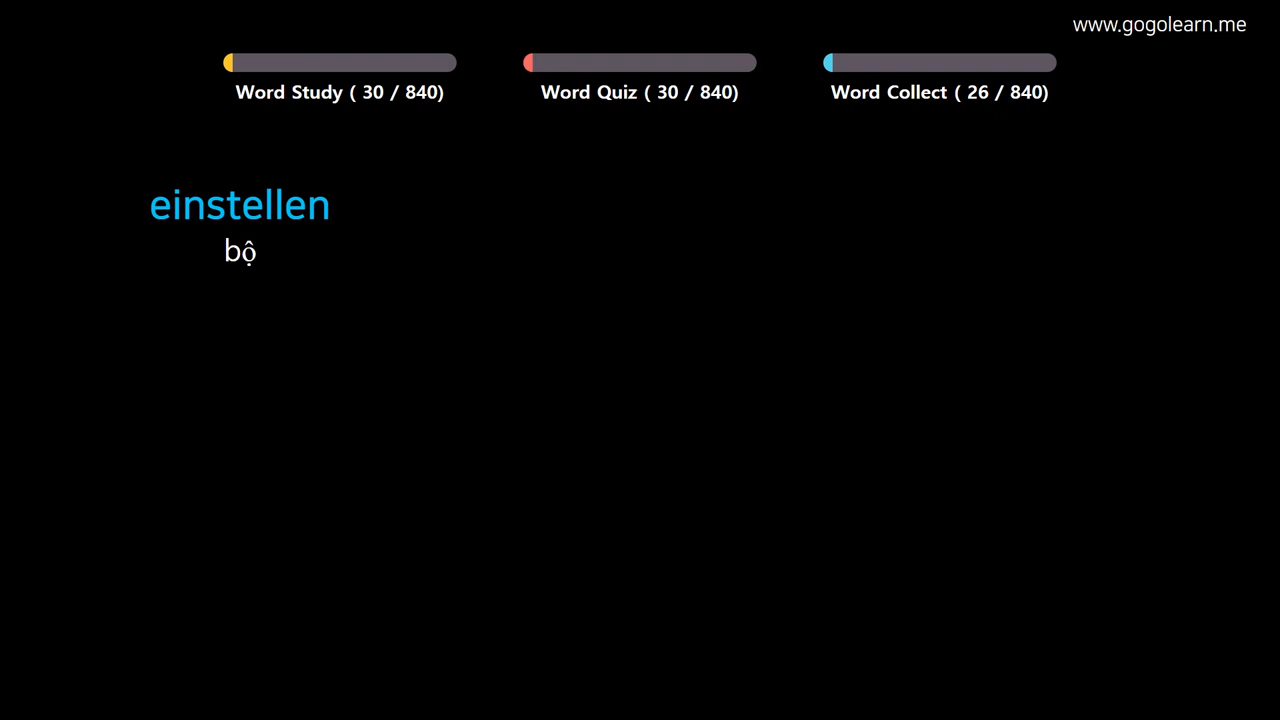 www.gogolearn.me
Word Study ( 30 / 840)
Word Quiz ( 30 / 840)
Word Collect ( 26 / 840)
einstellen
bộ